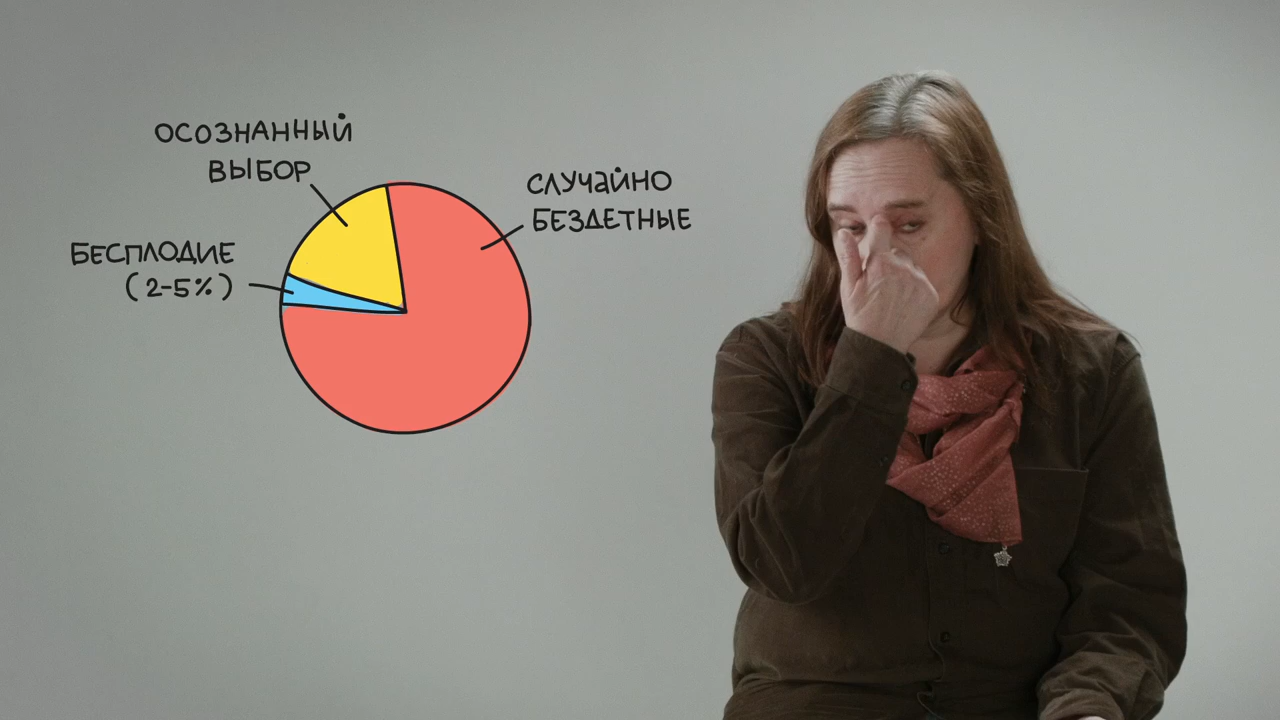 ОСОЗНАННЫЙ
ВЫБОР
СЛУЧАЙНО
БЕЗДЕТНЫЕ
БЕСПЛОДИЕ
(2-5%)